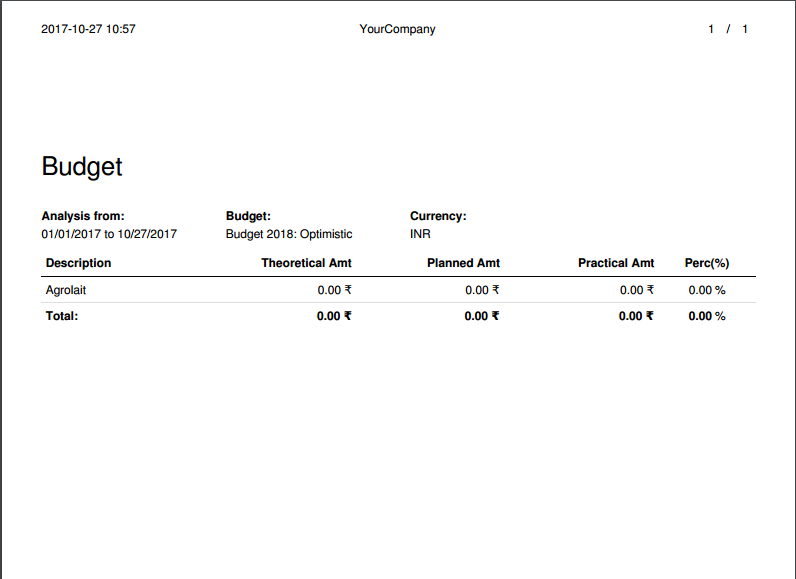 2017-10-27 10:57 YourCompany 1 / 1
Budget
Analysis from: Budget: Currency:
01/01/2017 to 10/27/2017 Budget 2018: Optimistic INR
Description Theoretical Amt Planned Amt Practical Amt Perc(%)
Agrolait 0.00 ₹ 0.00 ₹ 0.00 ₹ 0.00 %
Total: 0.00 ₹ 0.00 ₹ 0.00 ₹ 0.00 %